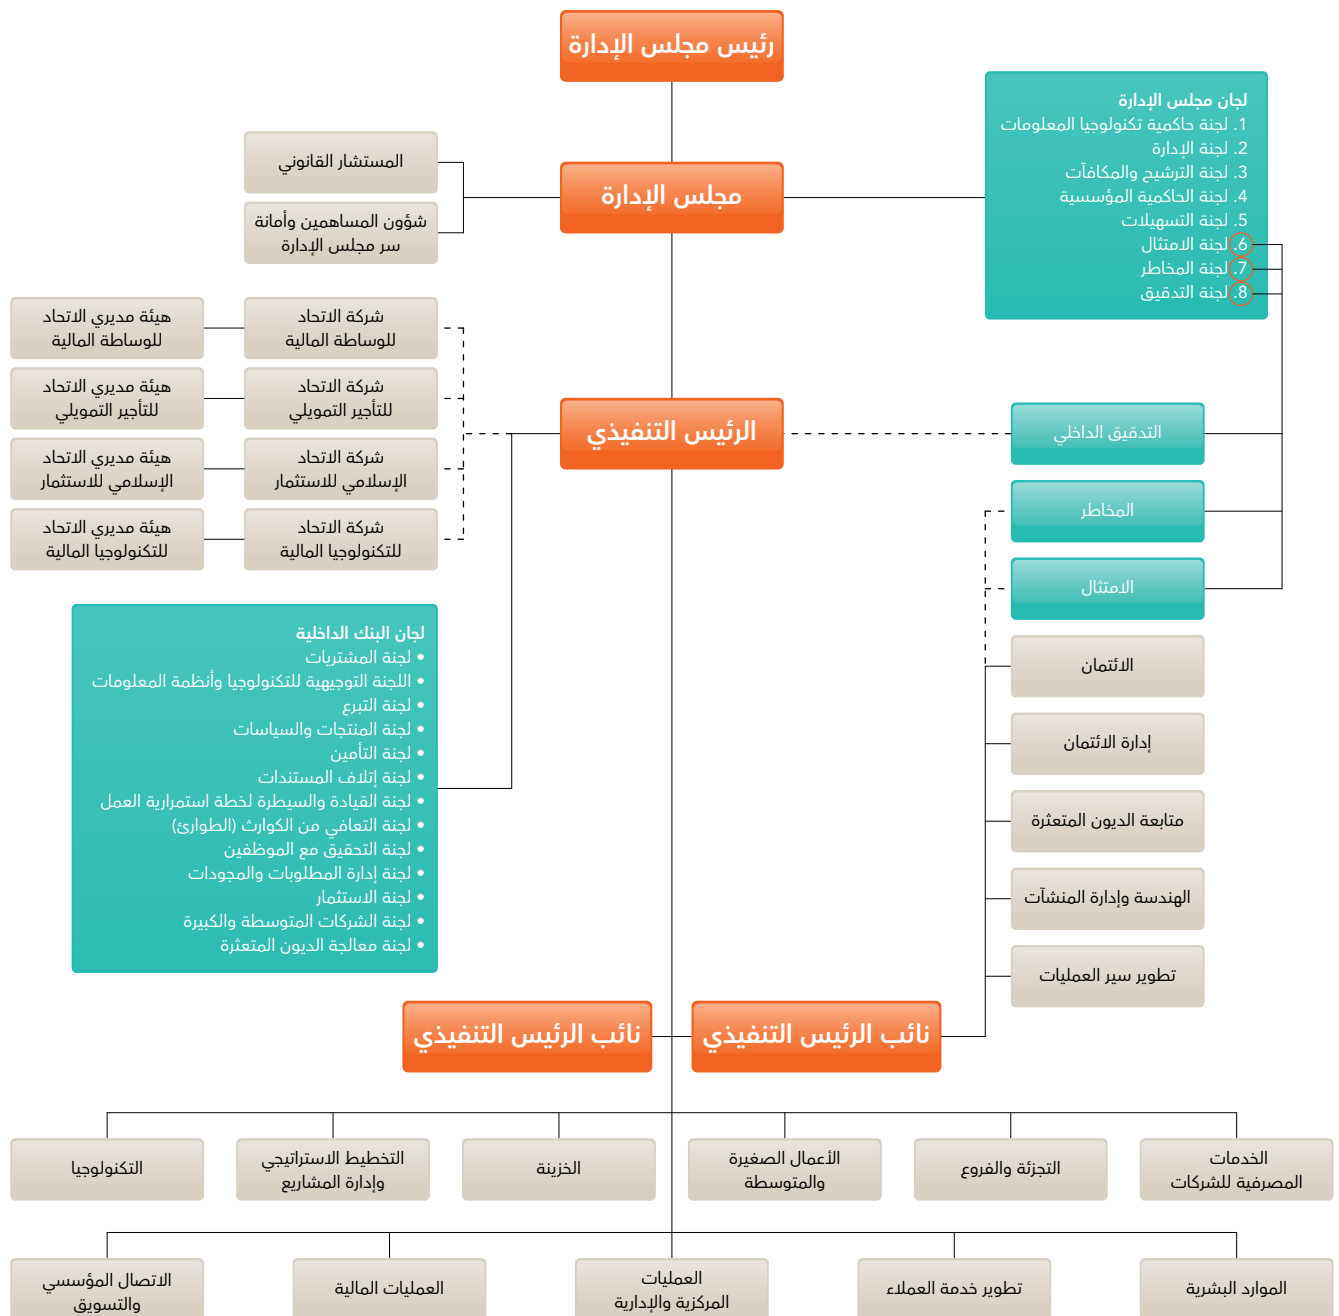 رئيس مجلس الإدارة
لجان مجلس الإدارة
1. لجنة حاكمية تكنولوجيا المعلومات
2. لجنة الإدارة
3. لجنة الترشيح والمكافآت
4. لجنة الحاكمية المؤسسية
5. لجنة التسهيلات
6. لجنة الامتثال
7. لجنة المخاطر
8. لجنة التدقيق
مجلس الإدارة
المستشار القانوني
شؤون المساهمين وأمانة
سر مجلس الإدارة
شركة الاتحاد
للوساطة المالية
هيئة مديري الاتحاد
للوساطة المالية
شركة الاتحاد
للتأجير التمويلي
هيئة مديري الاتحاد
للتأجير التمويلي
شركة الاتحاد
الإسلامي للاستثمار
هيئة مديري الاتحاد
الإسلامي للاستثمار
شركة الاتحاد
للتكنولوجيا المالية
هيئة مديري الاتحاد
للتكنولوجيا المالية
الرئيس التنفيذي
التدقيق الداخلي
المخاطر
الامتثال
الائتمان
إدارة الائتمان
متابعة الديون المتعثرة
الهندسة وإدارة المنشآت
تطوير سير العمليات
لجان البنك الداخلية
• لجنة المشتريات
• اللجنة التوجيهية للتكنولوجيا وأنظمة المعلومات
• لجنة التبرع
• لجنة المنتجات والسياسات
• لجنة التأمين
• لجنة إتلاف المستندات
• لجنة القيادة والسيطرة لخطة استمرارية العمل
• لجنة التعافي من الكوارث (الطوارئ)
• لجنة التحقيق مع الموظفين
• لجنة إدارة المطلوبات والمجودات
• لجنة الاستثمار
• لجنة الشركات المتوسطة والكبيرة
• لجنة معالجة الديون المتعثرة
نائب الرئيس التنفيذي
نائب الرئيس التنفيذي
الخدمات
المصرفية للشركات
التجزئة والفروع
الأعمال الصغيرة
والمتوسطة
الخزينة
التخطيط الاستراتيجي
وإدارة المشاريع
التكنولوجيا
الموارد البشرية
تطوير خدمة العملاء
العمليات
المركزية والإدارية
العمليات المالية
الاتصال المؤسسي
والتسويق